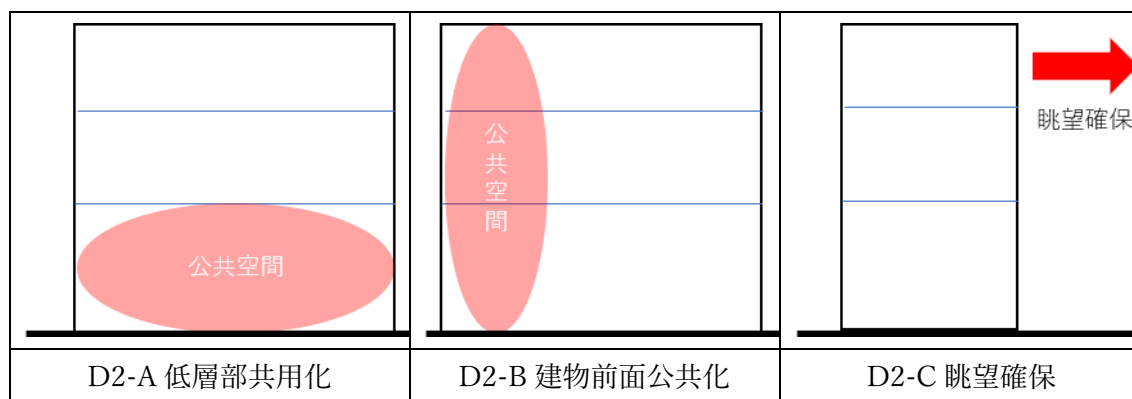 公共空間
公共空間
眺望確保
D2-A 低層部共用化
D2-B 建物前面公共化
D2-C 眺望確保